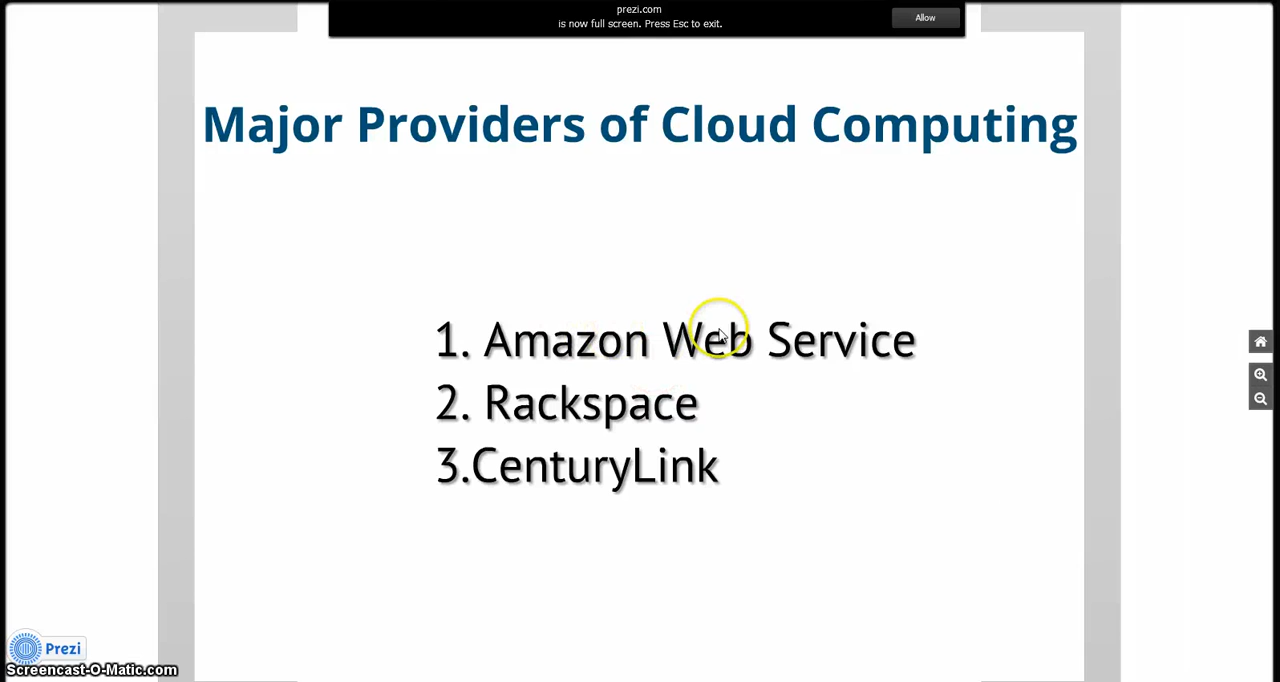 prezi.com
is now full screen. Press Esc to exit.
Allow
Major Providers of Cloud Computing
1. Amazon Web Service
2. Rackspace
3.CenturyLink
Prezi
Screencast-O-Matic.com